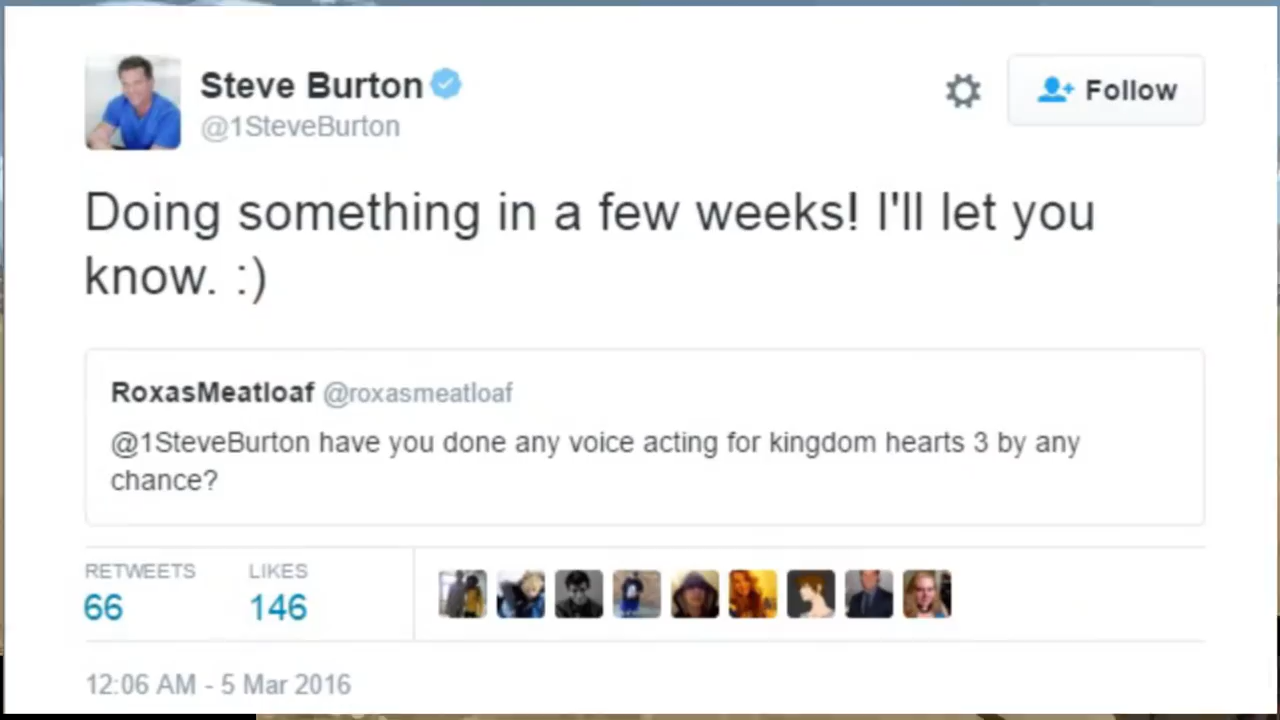 Steve Burton
@1SteveBurton
Follow
Doing something in a few weeks! I'll let you
know. :)
RoxasMeatloaf @roxasmeatloaf
@1SteveBurton have you done any voice acting for kingdom hearts 3 by any
chance?
RETWEETS LIKES
66 146
12:06 AM - 5 Mar 2016